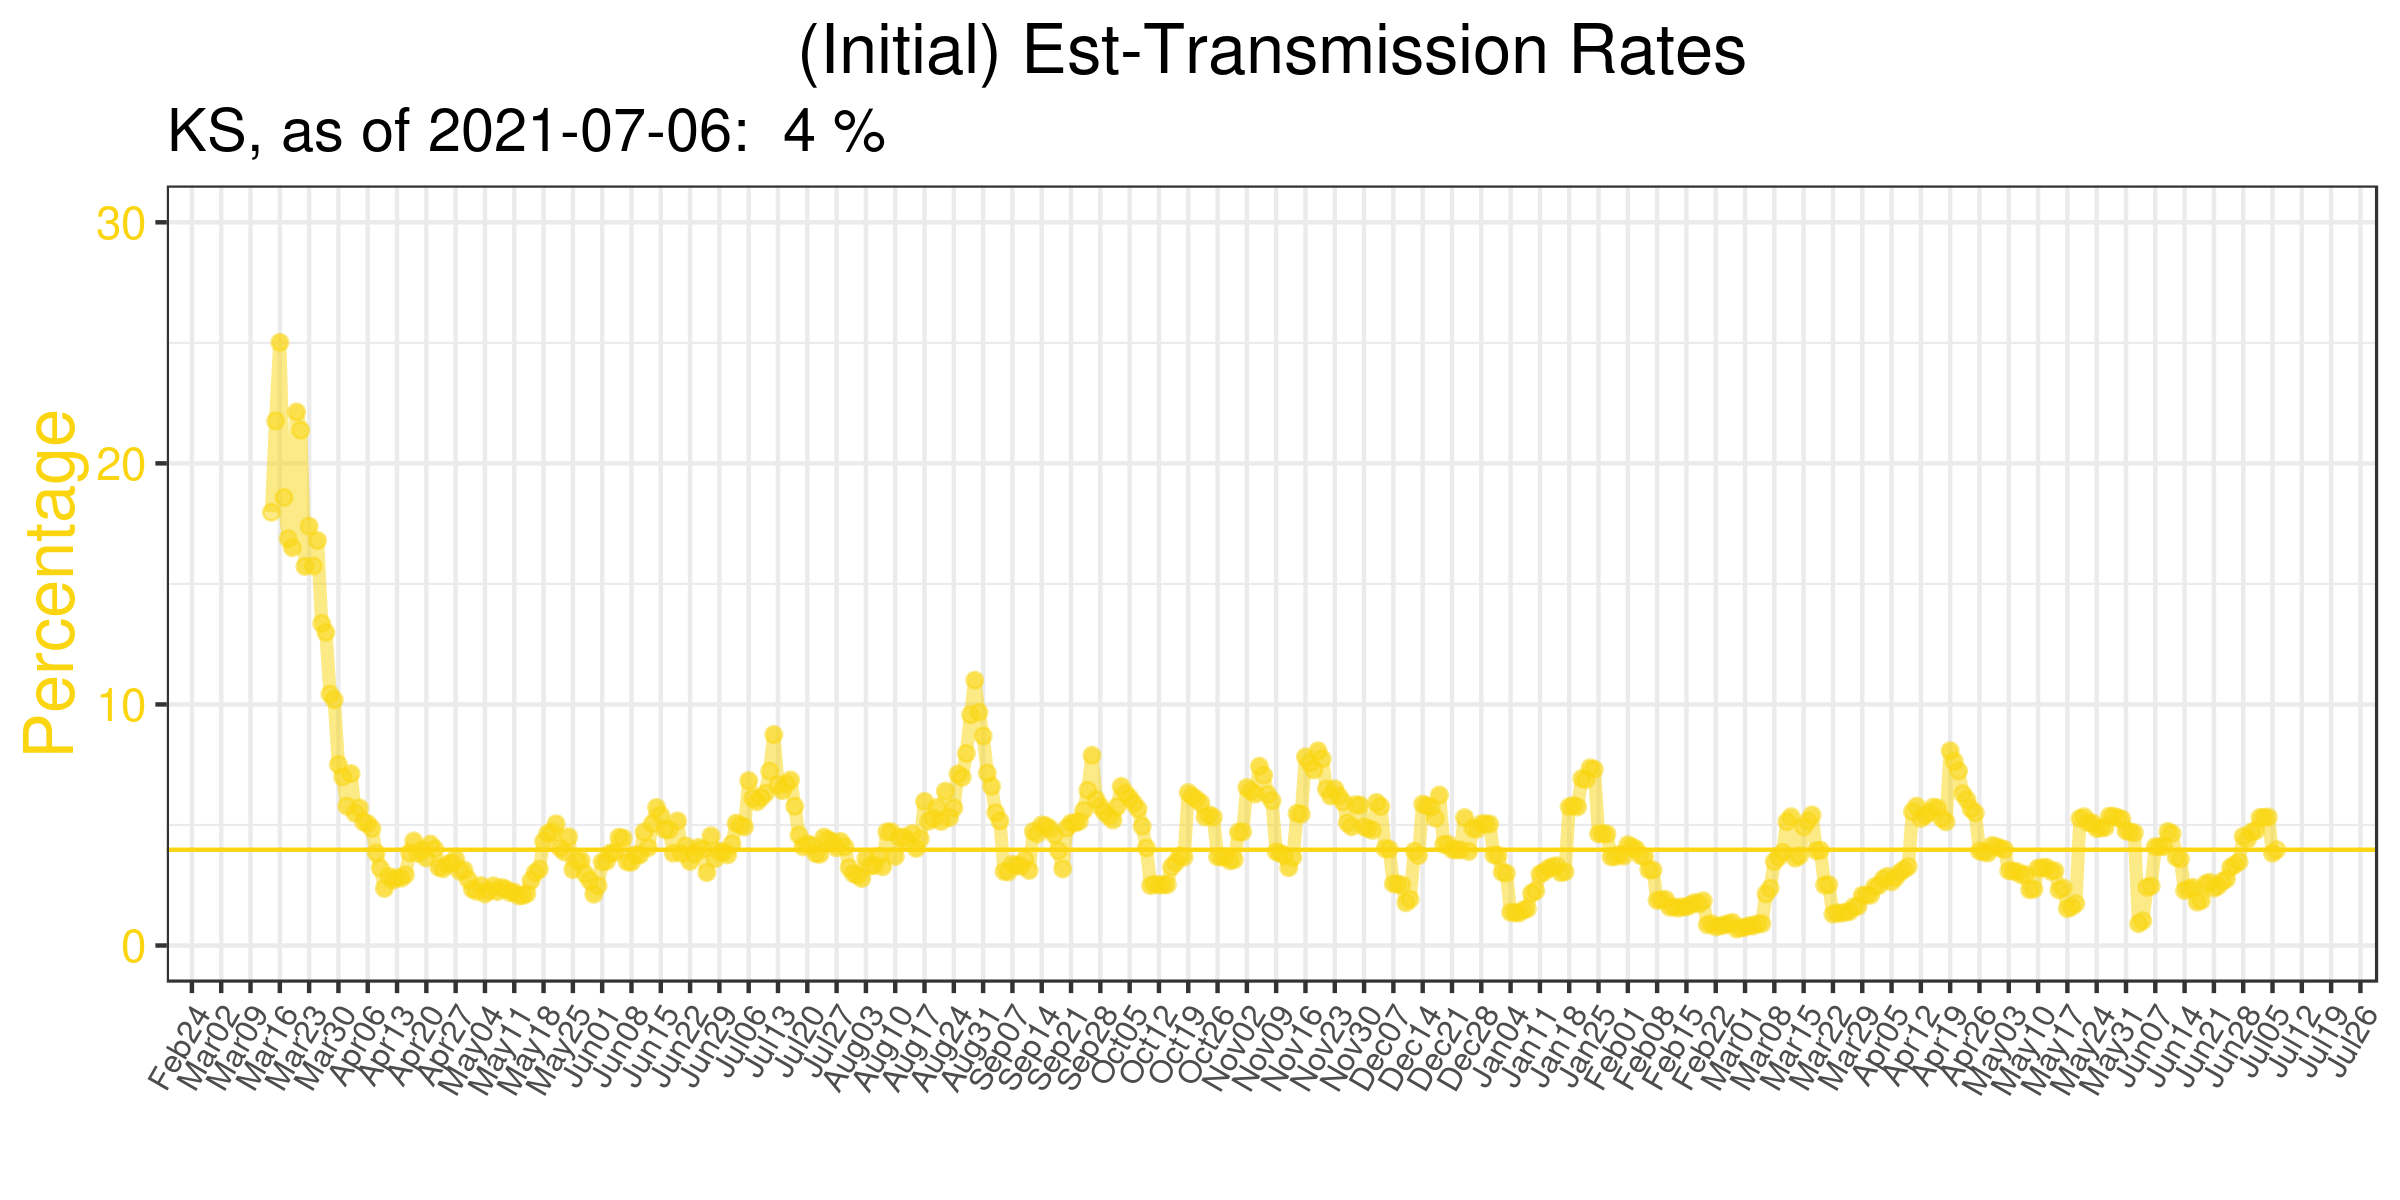 (Initial) Est-Transmission Rates
KS, as of 2021-07-06:  4 %
Percentage
30
20
10
0
Feb24
Mar02
Mar09
Mar16
Mar23
Mar30
Apr06
Apr13
Apr20
Apr27
May04
May11
May18
May25
Jun01
Jun08
Jun15
Jun22
Jun29
Jul06
Jul13
Jul20
Jul27
Aug03
Aug10
Aug17
Aug24
Aug31
Sep07
Sep14
Sep21
Sep28
Oct05
Oct12
Oct19
Oct26
Nov02
Nov09
Nov16
Nov23
Nov30
Dec07
Dec14
Dec21
Dec28
Jan04
Jan11
Jan18
Jan25
Feb01
Feb08
Feb15
Feb22
Mar01
Mar08
Mar15
Mar22
Mar29
Apr05
Apr12
Apr19
Apr26
May03
May10
May17
May24
May31
Jun07
Jun14
Jun21
Jun28
Jul05
Jul12
Jul19
Jul26